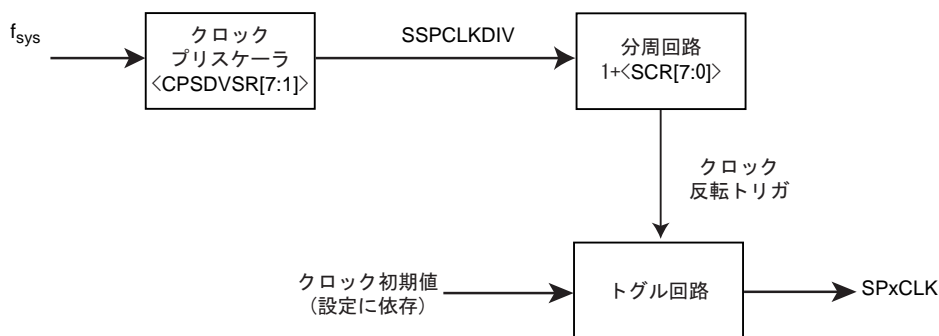 fsys
クロック
プリスケーラ
<CPSDVSR[7:1]>
SSPCLKDIV
分周回路
1+<SCR[7:0]>
クロック
反転トリガ
クロック初期値
（設定に依存）
トグル回路
SPxCLK